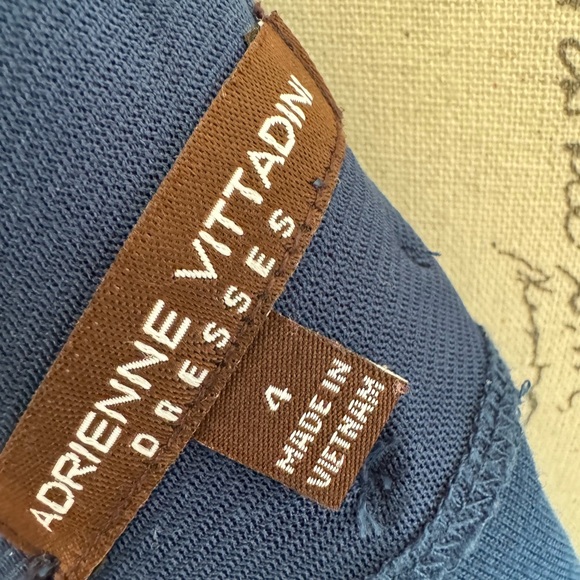 ADRIENNE VITTADINI
DRESSES
4
MADE IN
VIETNAM